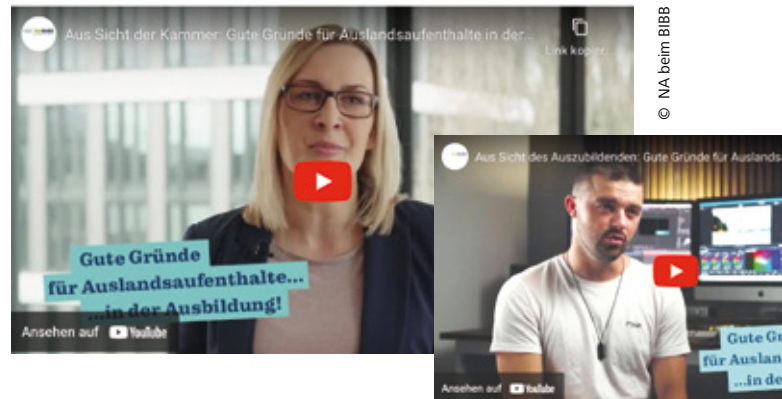 Aus Sicht der Kammer: Gute Gründe für Auslandsaufenthalte in der...
Link kopier...
Gute Gründe
für Auslandsaufenthalte...
...in der Ausbildung!
Ansehen auf YouTube
© NA beim BIBB
Aus Sicht des Auszubildenden: Gute Gründe für Auslands
Gute G
für Auslan
...in de
Ansehen auf YouTube